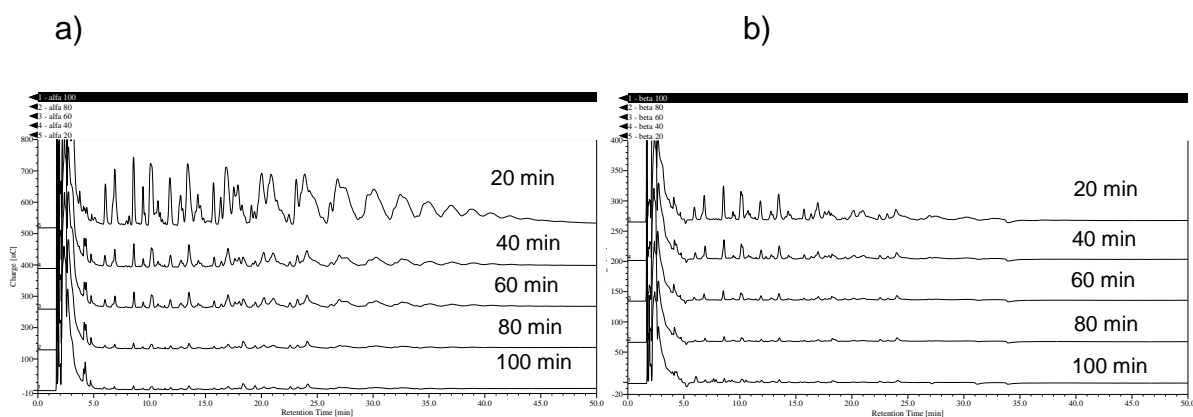 a)
1 - alfa 100
2 - alfa 80
3 - alfa 60
4 - alfa 40
5 - alfa 20
800
700
600
500
400
300
200
100
-10
Charge [nC]
20 min
40 min
60 min
80 min
100 min
0.0 5.0 10.0 15.0 20.0 25.0 30.0 35.0 40.0 45.0 50.0
Retention Time [min]
b)
1 - beta 100
2 - beta 80
3 - beta 60
4 - beta 40
5 - beta 20
400
350
300
250
200
150
100
50
-20
20 min
40 min
60 min
80 min
100 min
0.0 5.0 10.0 15.0 20.0 25.0 30.0 35.0 40.0 45.0 50.0
Retention Time [min]